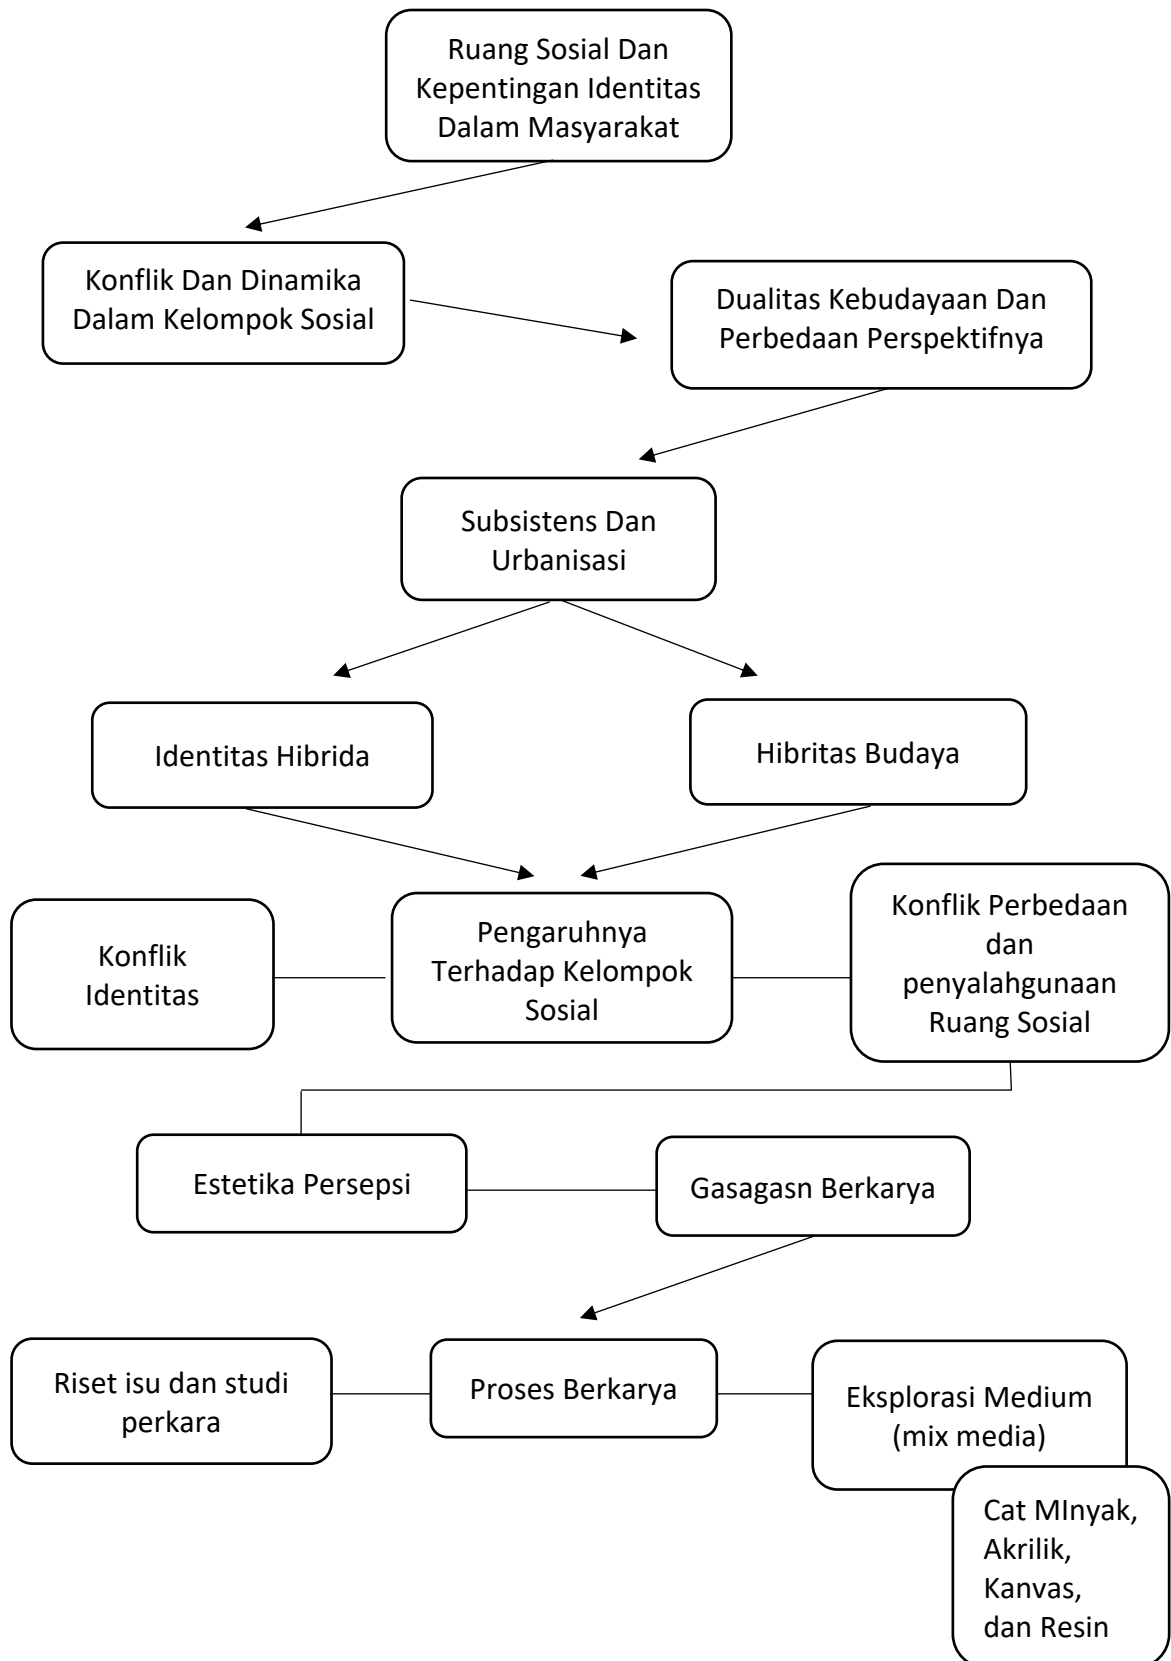 Ruang Sosial Dan
Kepentingan Identitas
Dalam Masyarakat
Konflik Dan Dinamika
Dalam Kelompok Sosial
Dualitas Kebudayaan Dan
Perbedaan Perspektifnya
Subsistens Dan
Urbanisasi
Identitas Hibrida
Hibritas Budaya
Konflik
Identitas
Pengaruhnya
Terhadap Kelompok
Sosial
Konflik Perbedaan
dan
penyalahgunaan
Ruang Sosial
Estetika Persepsi
Gasagasn Berkarya
Riset isu dan studi
perkara
Proses Berkarya
Eksplorasi Medium
(mix media)
Cat MInyak,
Akrilik,
Kanvas,
dan Resin